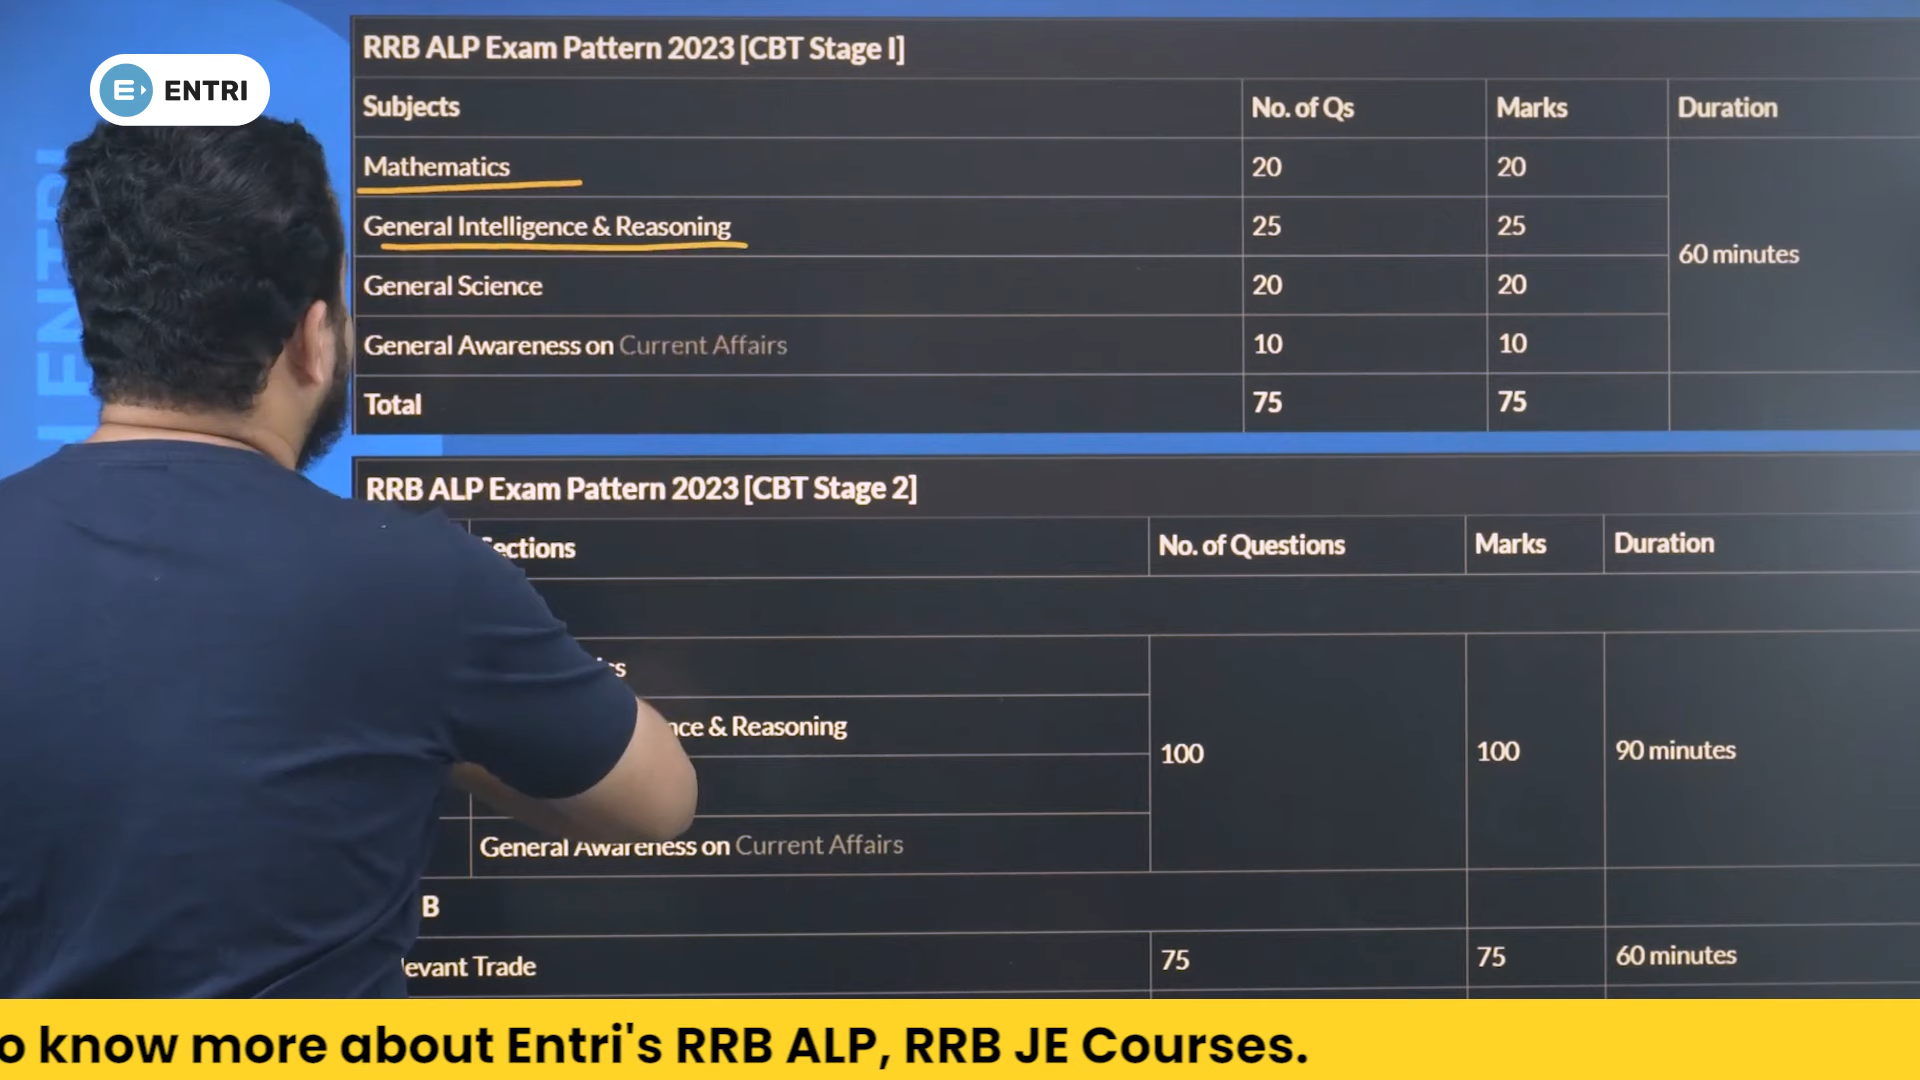 ENTRI
ENTRI
RRB ALP Exam Pattern 2023 [CBT Stage I]
Subjects No. of Qs Marks Duration
Mathematics 20 20
General Intelligence & Reasoning 25 25
60 minutes
General Science 20 20
General Awareness on Current Affairs 10 10
Total 75 75
RRB ALP Exam Pattern 2023 [CBT Stage 2]
No. of Questions Marks Duration
& Reasoning
100 100 90 minutes
General Awareness on Current Affairs
B
Trade 75 75 60 minutes
know more about Entri's RRB ALP, RRB JE Courses.